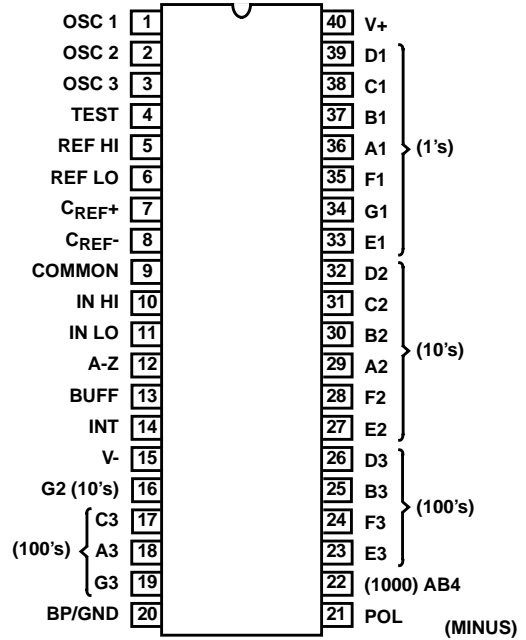 OSC 1 1 40 V+
OSC 2 2 39 D1
OSC 3 3 38 C1
TEST 4 37 B1
REF HI 5 36 A1 (1's)
REF LO 6 35 F1
CREF+ 7 34 G1
CREF- 8 33 E1
COMMON 9 32 D2
IN HI 10 31 C2
IN LO 11 30 B2 (10's)
A-Z 12 29 A2
BUFF 13 28 F2
INT 14 27 E2
V- 15 26 D3
G2 (10's) 16 25 B3 (100's)
C3 17 24 F3
(100's) A3 18 23 E3
G3 19 22 (1000) AB4
BP/GND 20 21 POL (MINUS)